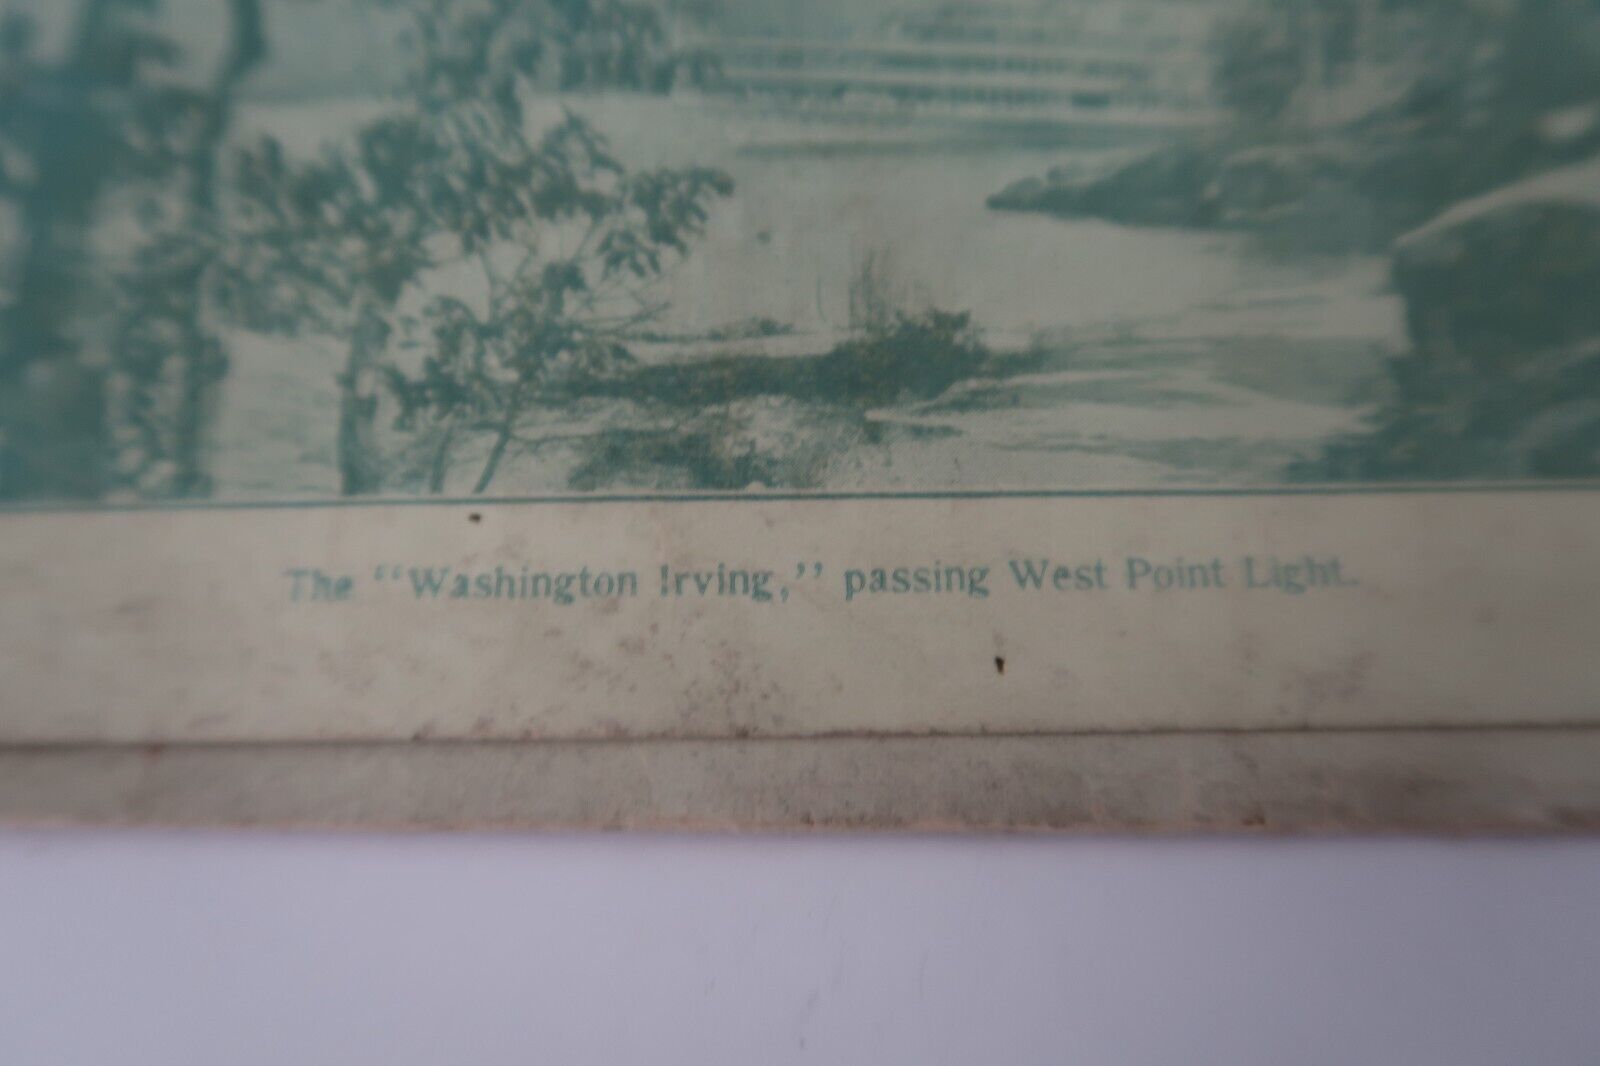 The "Washington Irving," passing West Point Light.